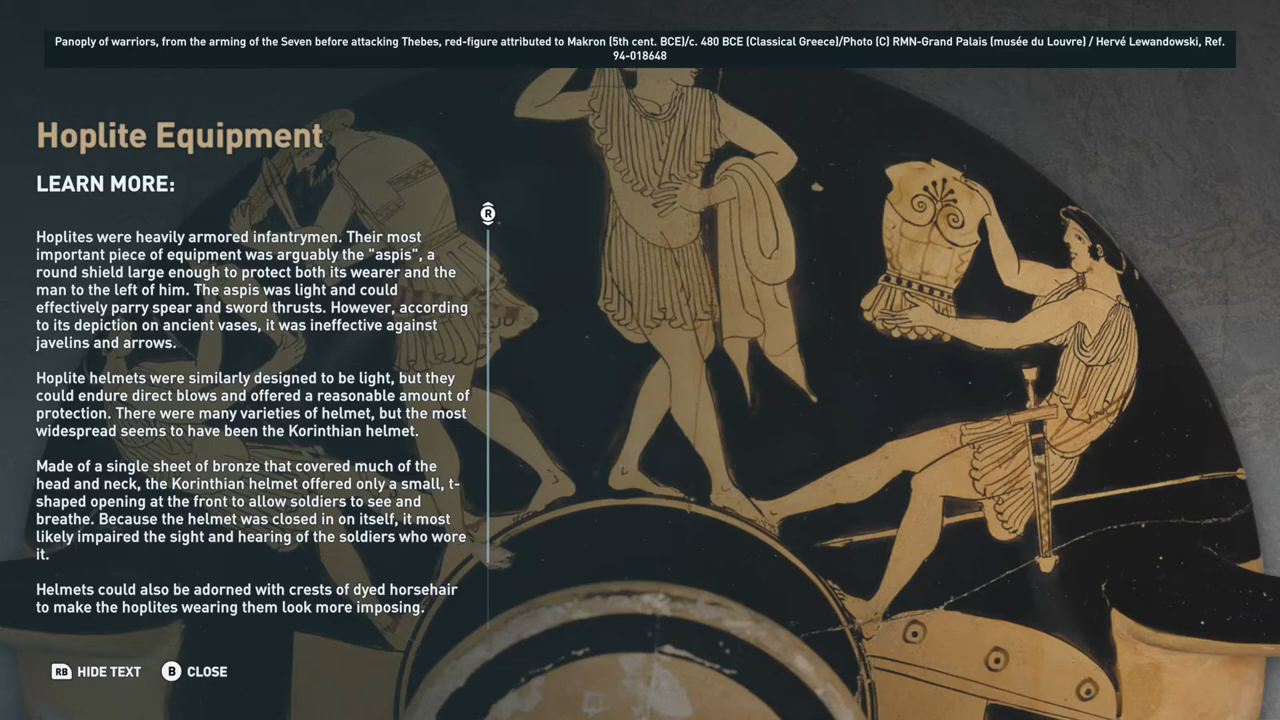 Panoply of warriors, from the arming of the Seven before attacking Thebes, red-figure attributed to Makron (5th cent. BCE)/c. 480 BCE (Classical Greece)/Photo (C) RMN-Grand Palais (musée du Louvre) / Hervé Lewandowski, Ref.
94-018648
Hoplite Equipment
LEARN MORE:
R
Hoplites were heavily armored infantrymen. Their most
important piece of equipment was arguably the "aspis", a
round shield large enough to protect both its wearer and the
man to the left of him. The aspis was light and could
effectively parry spear and sword thrusts. However, according
to its depiction on ancient vases, it was ineffective against
javelins and arrows.
Hoplite helmets were similarly designed to be light, but they
could endure direct blows and offered a reasonable amount of
protection. There were many varieties of helmet, but the most
widespread seems to have been the Korinthian helmet.
Made of a single sheet of bronze that covered much of the
head and neck, the Korinthian helmet offered only a small, t-
shaped opening at the front to allow soldiers to see and
breathe. Because the helmet was closed in on itself, it most
likely impaired the sight and hearing of the soldiers who wore
it.
Helmets could also be adorned with crests of dyed horsehair
to make the hoplites wearing them look more imposing.
RB HIDE TEXT B CLOSE